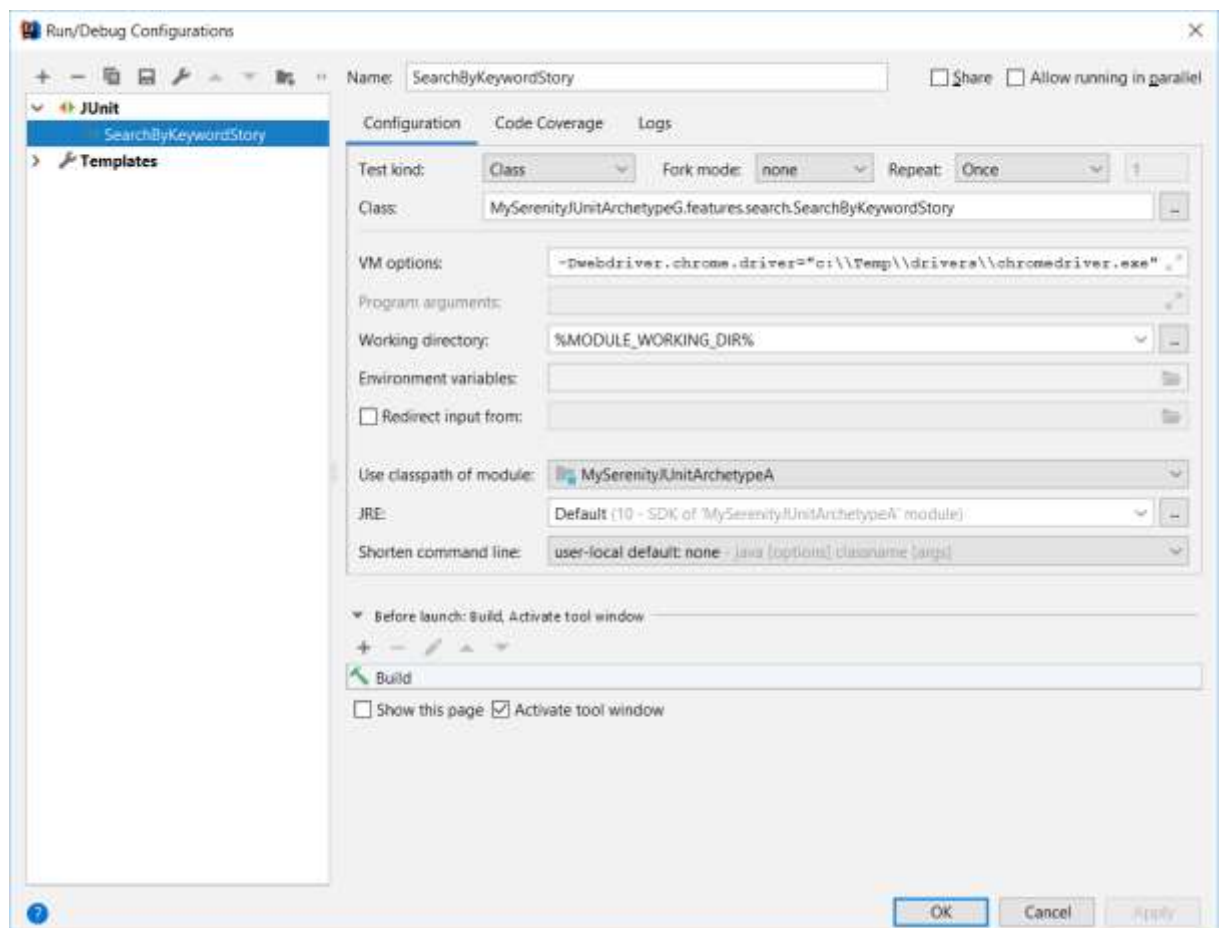 Run/Debug Configurations
Name: SearchByKeywordStory Share Allow running in parallel
JUnit
SearchByKeywordStory
Templates
Configuration Code Coverage Logs
Test kind: Class Fork mode: none Repeat: Once 1
Class: MySerenityJUnitArchetypeG.features.search.SearchByKeywordStory ...
VM options: -Dwebdriver.chrome.driver="c:\\Temp\\drivers\\chromedriver.exe"
Program arguments:
Working directory: %MODULE_WORKING_DIR% ...
Environment variables:
Redirect input from:
Use classpath of module: MySerenityJUnitArchetypeA
JRE: Default (10 - SDK of 'MySerenityJUnitArchetypeA' module) ...
Shorten command line: user-local default: none - java [options] classname [args]
Before launch: Build, Activate tool window
Build
Show this page Activate tool window
? OK Cancel Apply